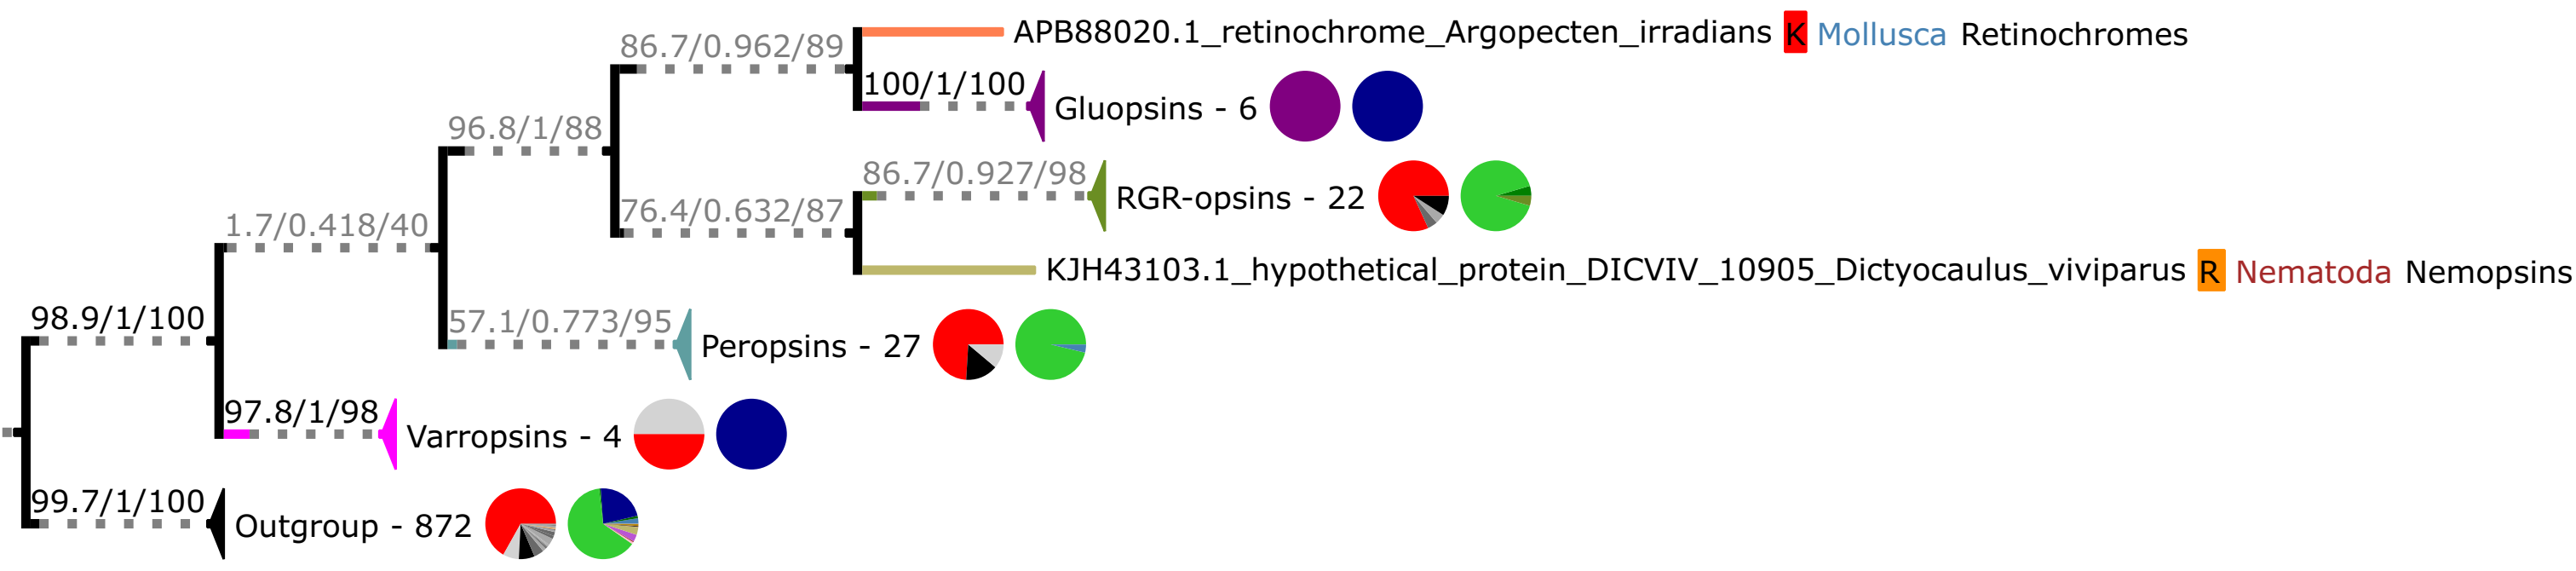 86.7/0.962/89
APB88020.1_retinochrome_Argopecten_irradians K Mollusca Retinochromes
100/1/100
Gluopsins - 6
96.8/1/88
86.7/0.927/98
RGR-opsins - 22
76.4/0.632/87
1.7/0.418/40
KJH43103.1_hypothetical_protein_DICVIV_10905_Dictyocaulus_viviparus R Nematoda Nemopsins
98.9/1/100
57.1/0.773/95
Peropsins - 27
97.8/1/98
Varropsins - 4
99.7/1/100
Outgroup - 872